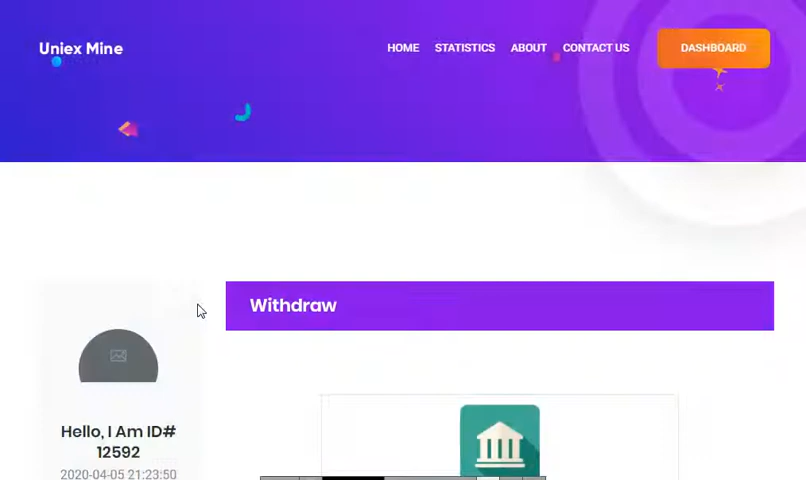 Uniex Mine
HOME STATISTICS ABOUT CONTACT US DASHBOARD
Withdraw
Hello, I Am ID#
12592
2020-04-05 21:23:50